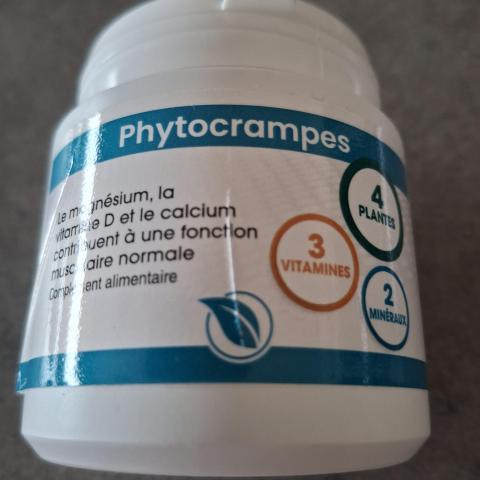 Phytocrampes
Le magnésium, la
vitamine D et le calcium
contribuent à une fonction
musculaire normale
Complément alimentaire
4
PLANTES
3
VITAMINES
2
MINÉRAUX